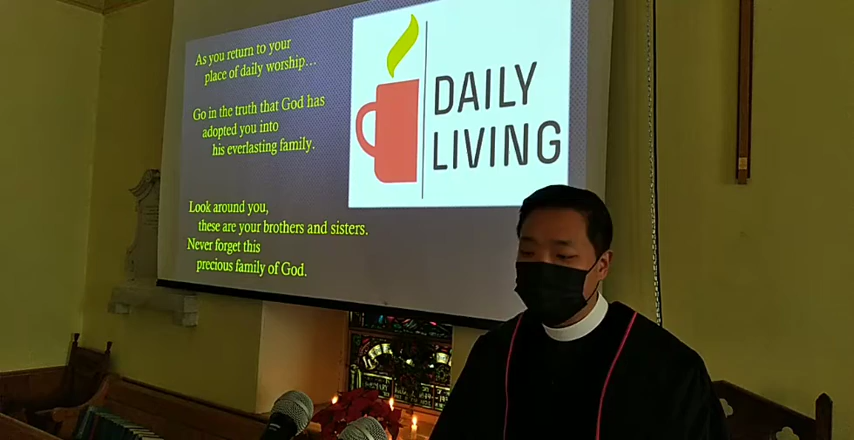 As you return to your
place of daily worship...
Go in the truth that God has
adopted you into
his everlasting family.
Look around you,
these are your brothers and sisters.
Never forget this
precious family of God.
DAILY
LIVING